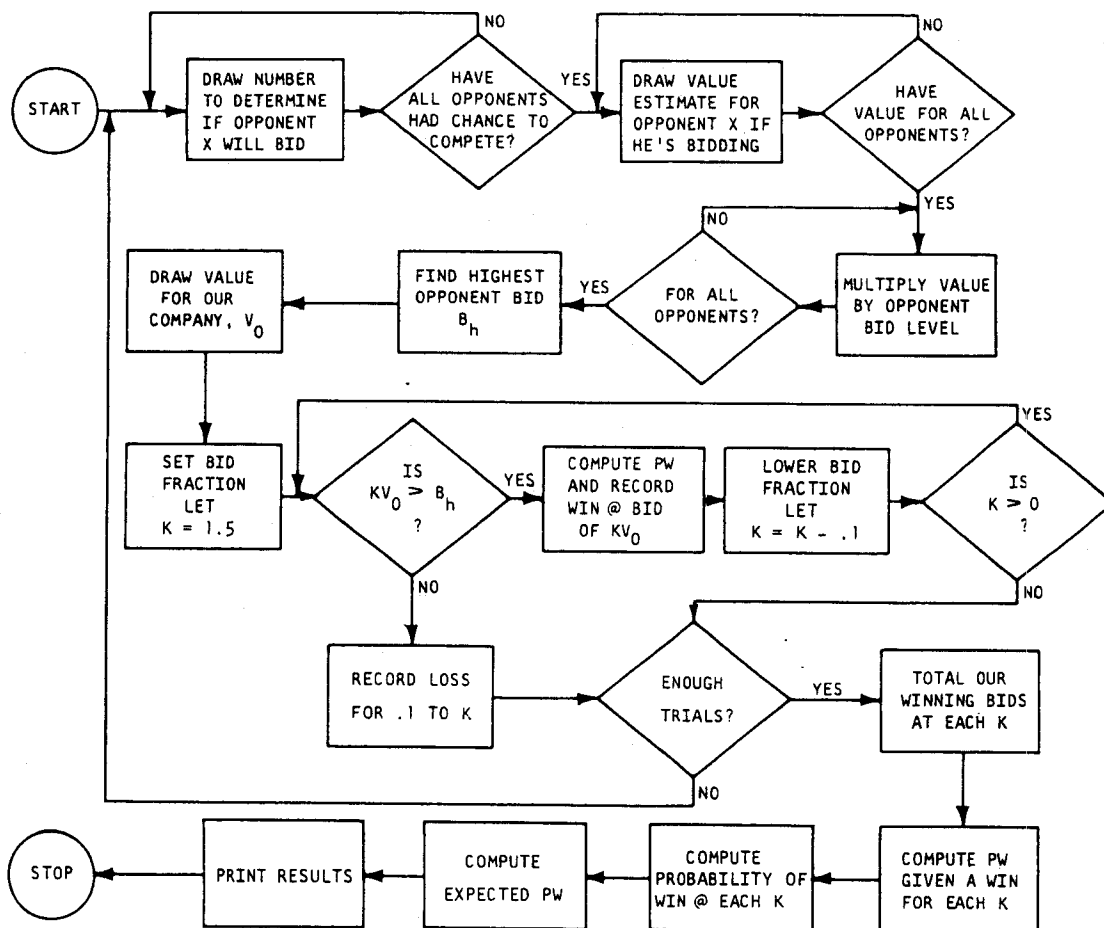 START
DRAW NUMBER
TO DETERMINE
IF OPPONENT
X WILL BID
NO
HAVE
ALL OPPONENTS
HAD CHANCE TO
COMPETE?
YES
DRAW VALUE
ESTIMATE FOR
OPPONENT X IF
HE'S BIDDING
NO
HAVE
VALUE FOR ALL
OPPONENTS?
YES
MULTIPLY VALUE
BY OPPONENT
BID LEVEL
NO
FOR ALL
OPPONENTS?
YES
FIND HIGHEST
OPPONENT BID
Bh
DRAW VALUE
FOR OUR
COMPANY, VO
SET BID
FRACTION
LET
K = 1.5
IS
KVO ≥ Bh
?
YES
COMPUTE PW
AND RECORD
WIN @ BID
OF KVO
LOWER BID
FRACTION
LET
K = K - .1
YES
IS
K ≥ 0
?
NO
NO
RECORD LOSS
FOR .1 TO K
ENOUGH
TRIALS?
YES
NO
TOTAL OUR
WINNING BIDS
AT EACH K
COMPUTE PW
GIVEN A WIN
FOR EACH K
COMPUTE
PROBABILITY OF
WIN @ EACH K
COMPUTE
EXPECTED PW
PRINT RESULTS
STOP